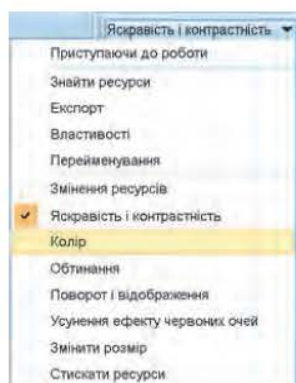 Яскравість і контрастність
Приступаючи до роботи
Знайти ресурси
Експорт
Властивості
Перейменування
Змінення ресурсів
Яскравість і контрастність
Колір
Обтинання
Поворот і відображення
Усунення ефекту червоних очей
Змінити розмір
Стискати ресурси